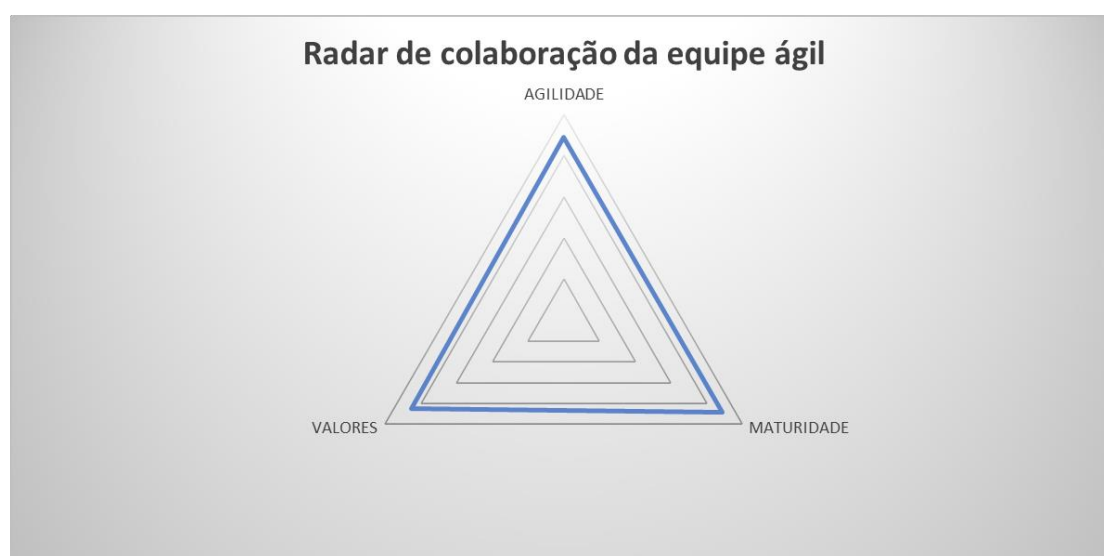 Radar de colaboração da equipe ágil
AGILIDADE
VALORES
MATURIDADE